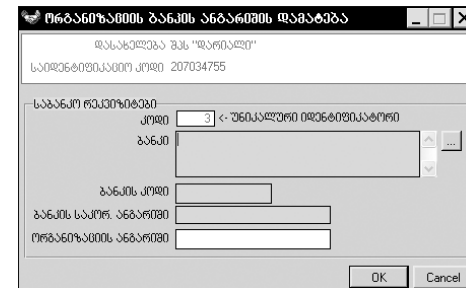 ორგანიზაციის ბანკის ანგარიშის დამატება
დასახელება შპს "დარიალი"
საიდენტიფიკაციო კოდი 207034755
საბანკო რეკვიზიტები
კოდი 3 <- უნიკალური იდენტიფიკატორი
ბანკი ...
ბანკის კოდი
ბანკის საკორ. ანგარიში
ორგანიზაციის ანგარიში
OK Cancel